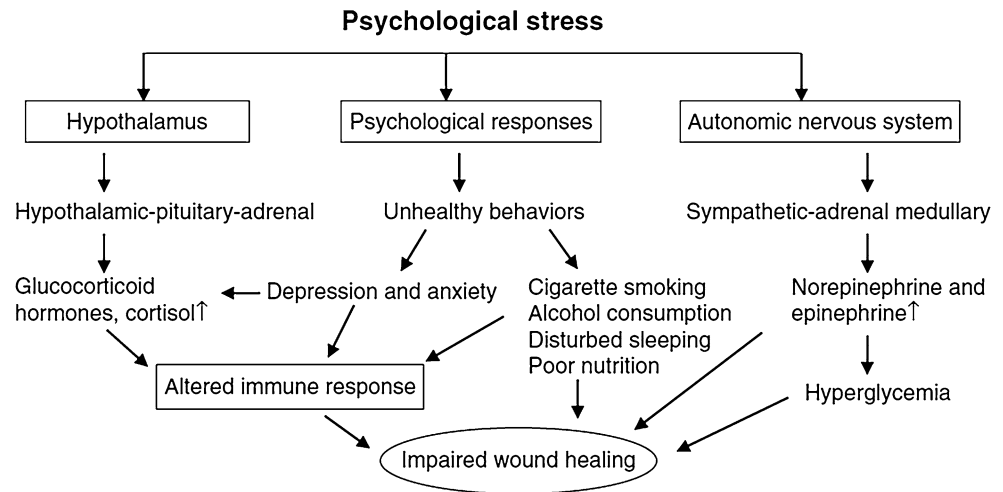 Psychological stress
Hypothalamus
Psychological responses
Autonomic nervous system
Hypothalamic-pituitary-adrenal
Unhealthy behaviors
Sympathetic-adrenal medullary
Glucocorticoid
hormones, cortisol↑
Depression and anxiety
Cigarette smoking
Alcohol consumption
Disturbed sleeping
Poor nutrition
Norepinephrine and
epinephrine↑
Altered immune response
Hyperglycemia
Impaired wound healing